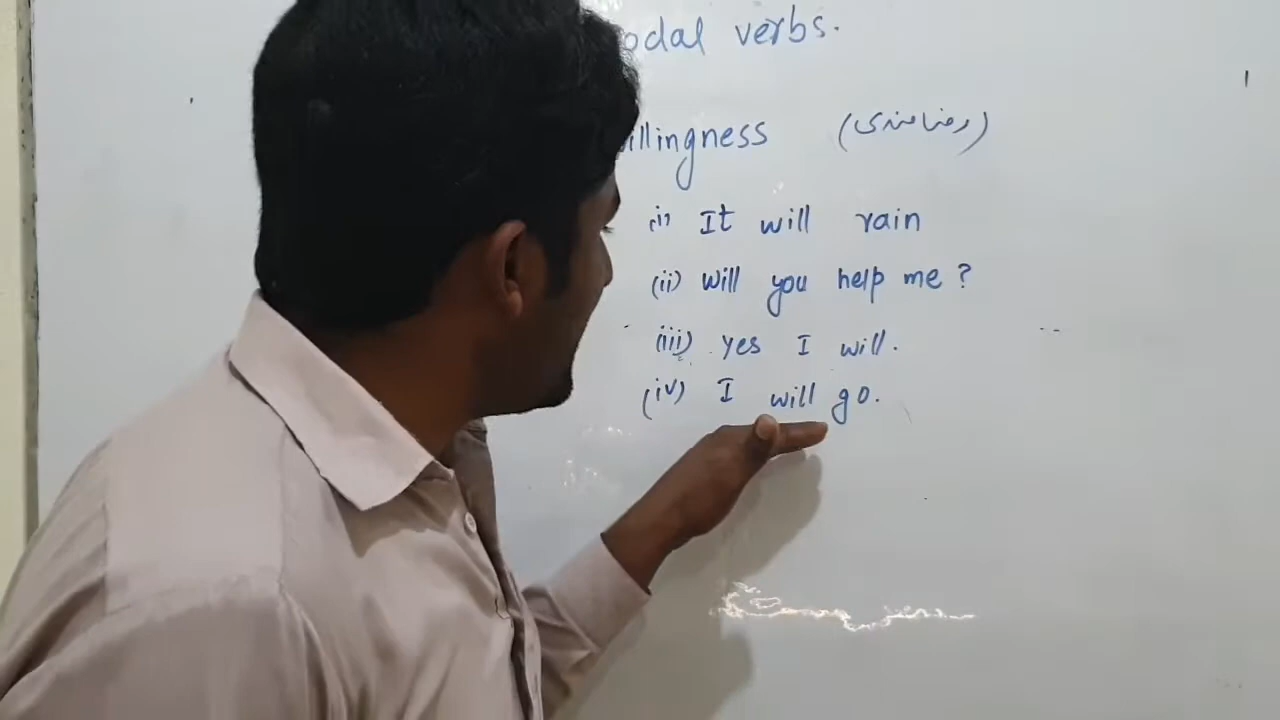 odal verbs.
illingness (رضامندی)
(i) It will rain
(ii) Will you help me ?
(iii) yes I will.
(iv) I will go.